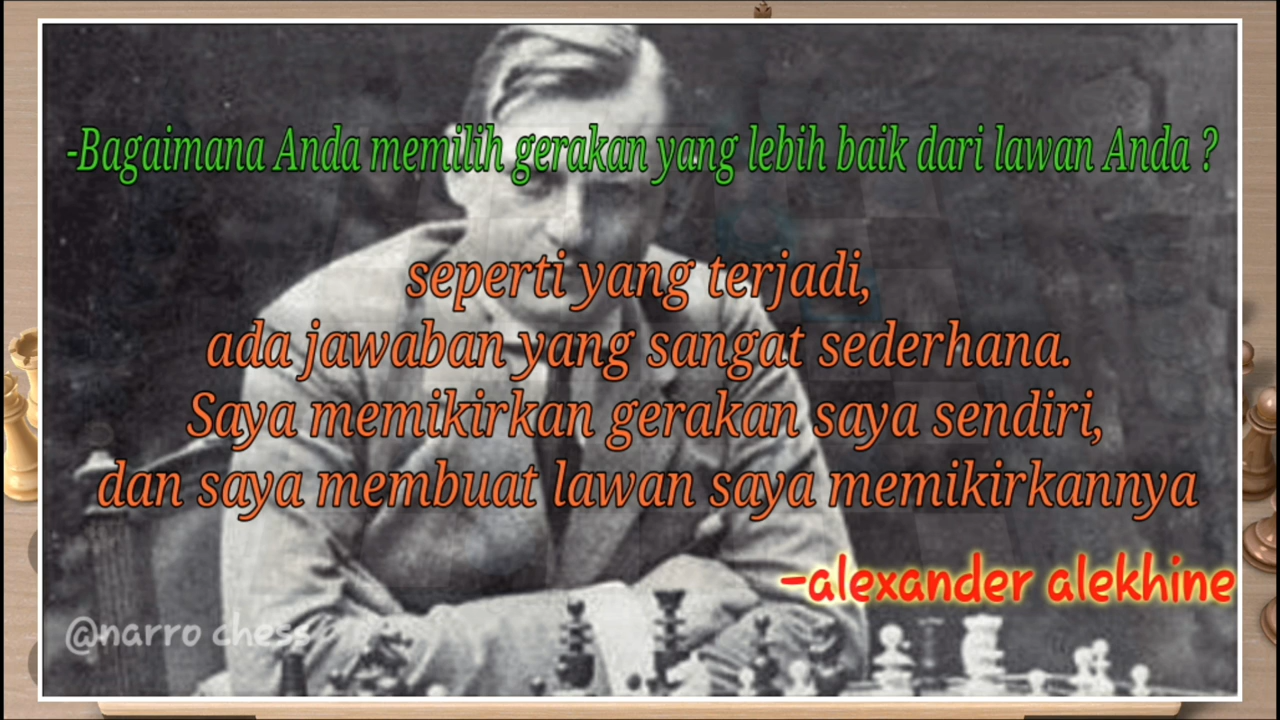 -Bagaimana Anda memilih gerakan yang lebih baik dari lawan Anda ?
seperti yang terjadi,
ada jawaban yang sangat sederhana.
Saya memikirkan gerakan saya sendiri,
dan saya membuat lawan saya memikirkannya
-alexander alekhine
@narro chess